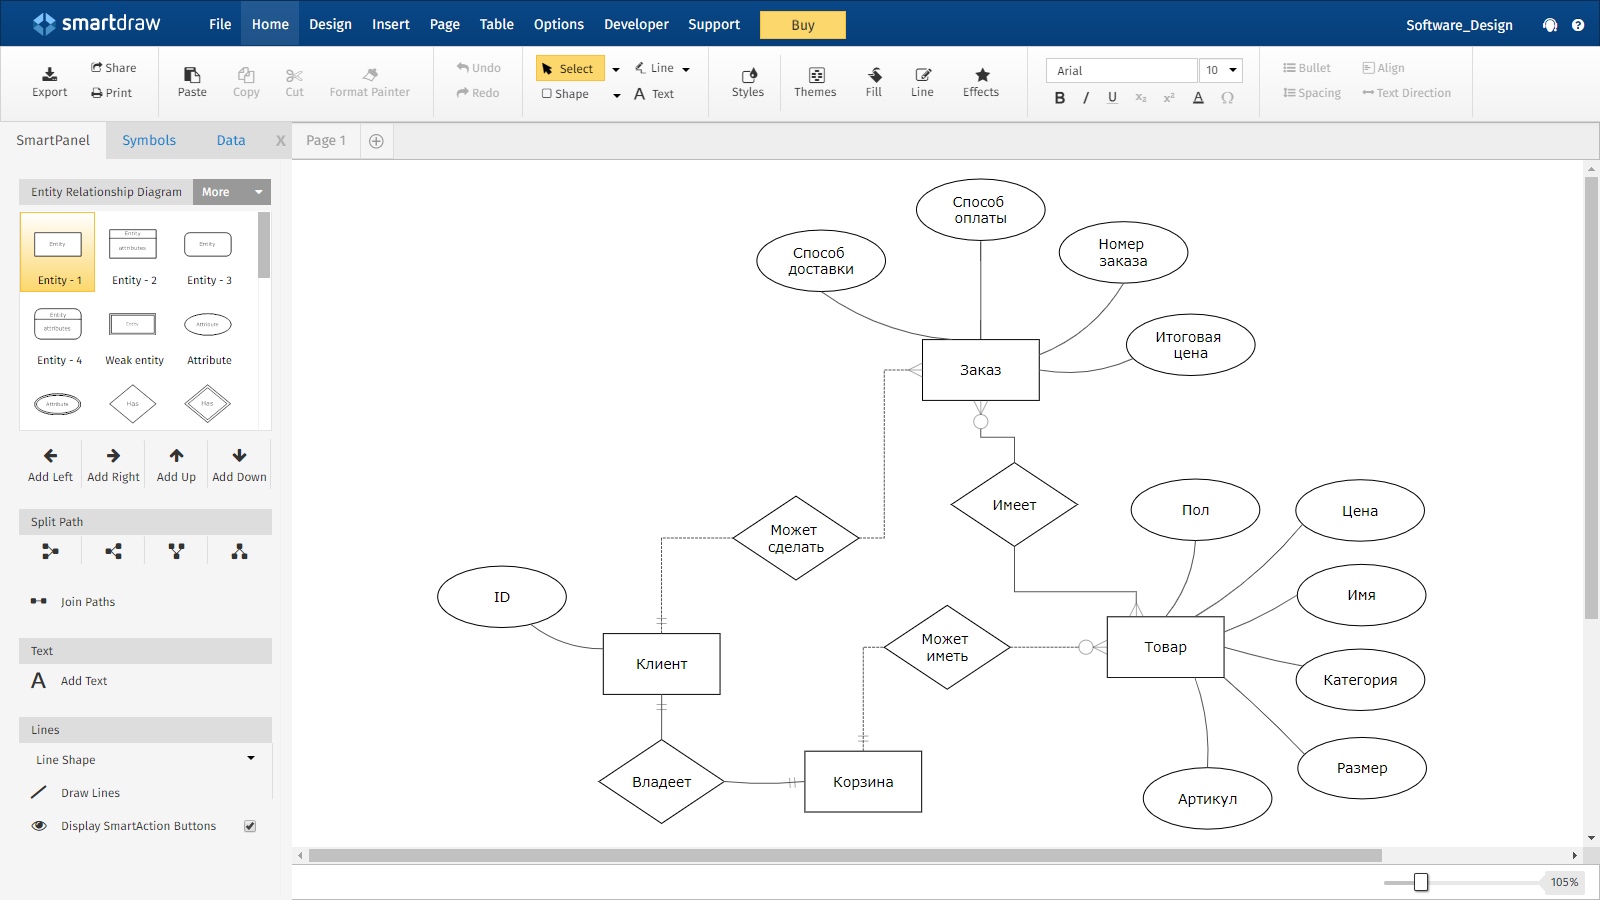 smartdraw
File Home Design Insert Page Table Options Developer Support
Buy
Software_Design
Export
Share
Print
Paste
Copy
Cut
Format Painter
Undo
Redo
Select
Line
Shape
Text
Styles
Themes
Fill
Line
Effects
Arial
10
B I U x₂ x² A Ω
Bullet
Align
Spacing
Text Direction
SmartPanel
Symbols
Data
X
Page 1
Entity Relationship Diagram
More
Entity
Entity - 1
Entity
attributes
Entity - 2
Entity
Entity - 3
Entity
attributes
Entity - 4
Entity
Weak entity
Attribute
Attribute
Attribute
Has
Has
Add Left
Add Right
Add Up
Add Down
Split Path
Join Paths
Text
A Add Text
Lines
Line Shape
Draw Lines
Display SmartAction Buttons
Способ
оплаты
Способ
доставки
Номер
заказа
Итоговая
цена
Заказ
Имеет
Может
сделать
Пол
Цена
ID
Имя
Может
иметь
Товар
Клиент
Категория
Владеет
Корзина
Размер
Артикул
105%